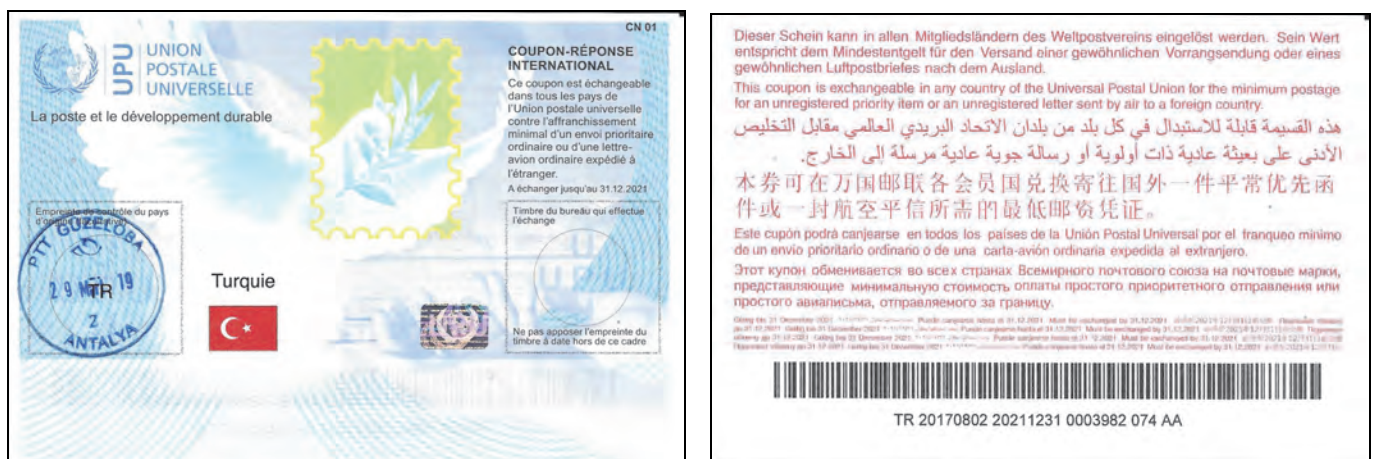 CN 01
UPU
UNION
POSTALE
UNIVERSELLE
La poste et le développement durable
COUPON-RÉPONSE
INTERNATIONAL
Ce coupon est échangeable
dans tous les pays de
l'Union postale universelle
contre l'affranchissement
minimal d'un envoi prioritaire
ordinaire ou d'une lettre-
avion ordinaire expédié à
l'étranger.
A échanger jusqu'au 31.12.2021
Empreinte de contrôle du pays
PTT GÜZELOBA
29 19
TR
2
ANTALYA
Turquie
Timbre du bureau qui effectue
l'échange
Ne pas apposer l'empreinte du
timbre à date hors de ce cadre
Dieser Schein kann in allen Mitgliedsländern des Weltpostvereins eingelöst werden. Sein Wert
entspricht dem Mindestentgelt für den Versand einer gewöhnlichen Vorrangsendung oder eines
gewöhnlichen Luftpostbriefes nach dem Ausland.
This coupon is exchangeable in any country of the Universal Postal Union for the minimum postage
for an unregistered priority item or an unregistered letter sent by air to a foreign country.
هذه القسيمة قابلة للاستبدال في كل بلد من بلدان الاتحاد البريدي العالمي مقابل التخليص
الأدنى على بعيثة عادية ذات أولوية أو رسالة جوية عادية مرسلة إلى الخارج.
本券可在万国邮联各会员国兑换寄往国外一件平常优先函
件或一封航空平信所需的最低邮资凭证。
Este cupón podrá canjearse en todos los países de la Unión Postal Universal por el franqueo mínimo
de un envío prioritario ordinario o de una carta-avión ordinaria expedida al extranjero.
Этот купон обменивается во всех странах Всемирного почтового союза на почтовые марки,
представляющие минимальную стоимость оплаты простого приоритетного отправления или
простого авиаписьма, отправляемого за границу.
TR 20170802 20211231 0003982 074 AA